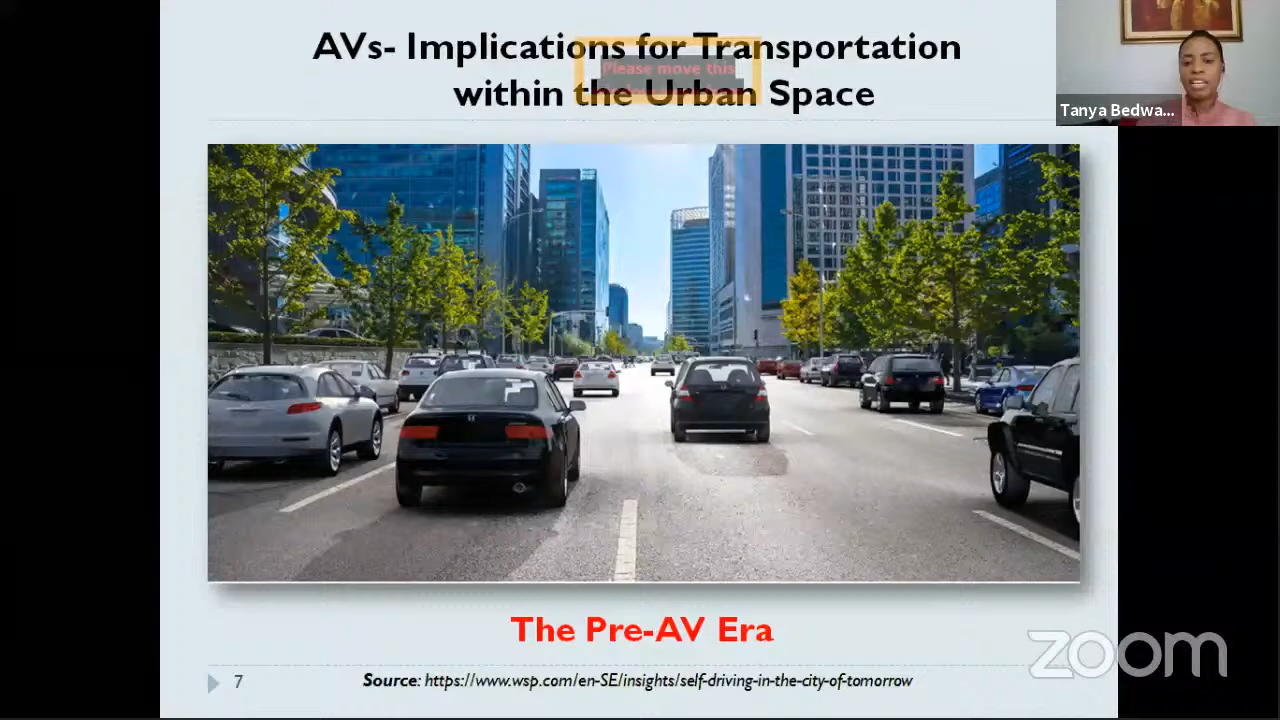 AVs- Implications for Transportation
within the Urban Space
Please move this
Tanya Bedwa...
The Pre-AV Era
zoom
7
Source: https://www.wsp.com/en-SE/insights/self-driving-in-the-city-of-tomorrow